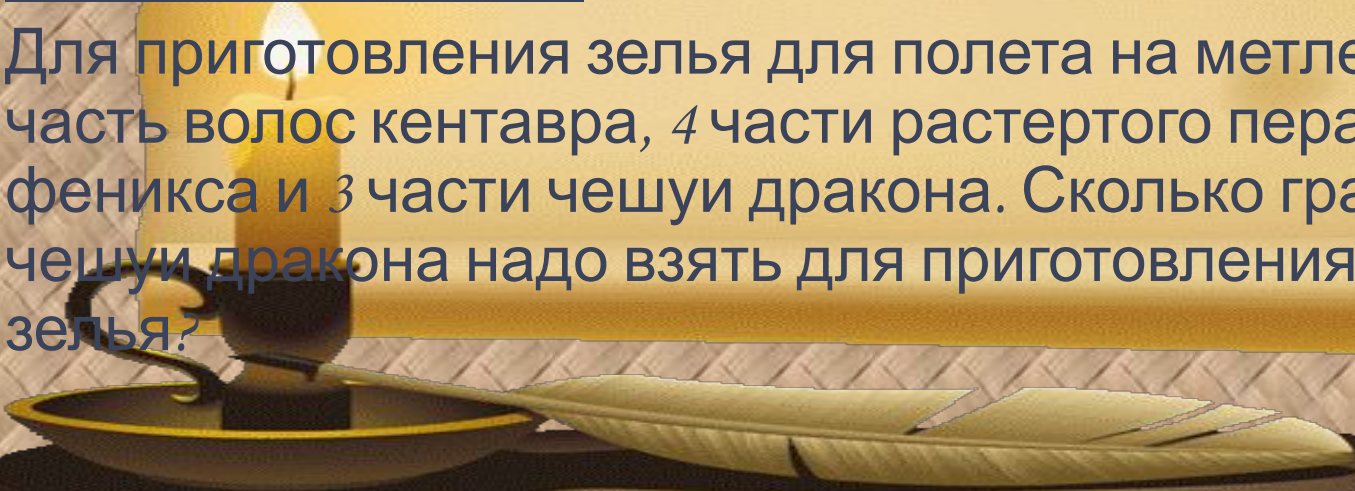 Для приготовления зелья для полета на метле
часть волос кентавра, 4 части растертого пера
феникса и 3 части чешуи дракона. Сколько гра
чешуи дракона надо взять для приготовления
зелья?